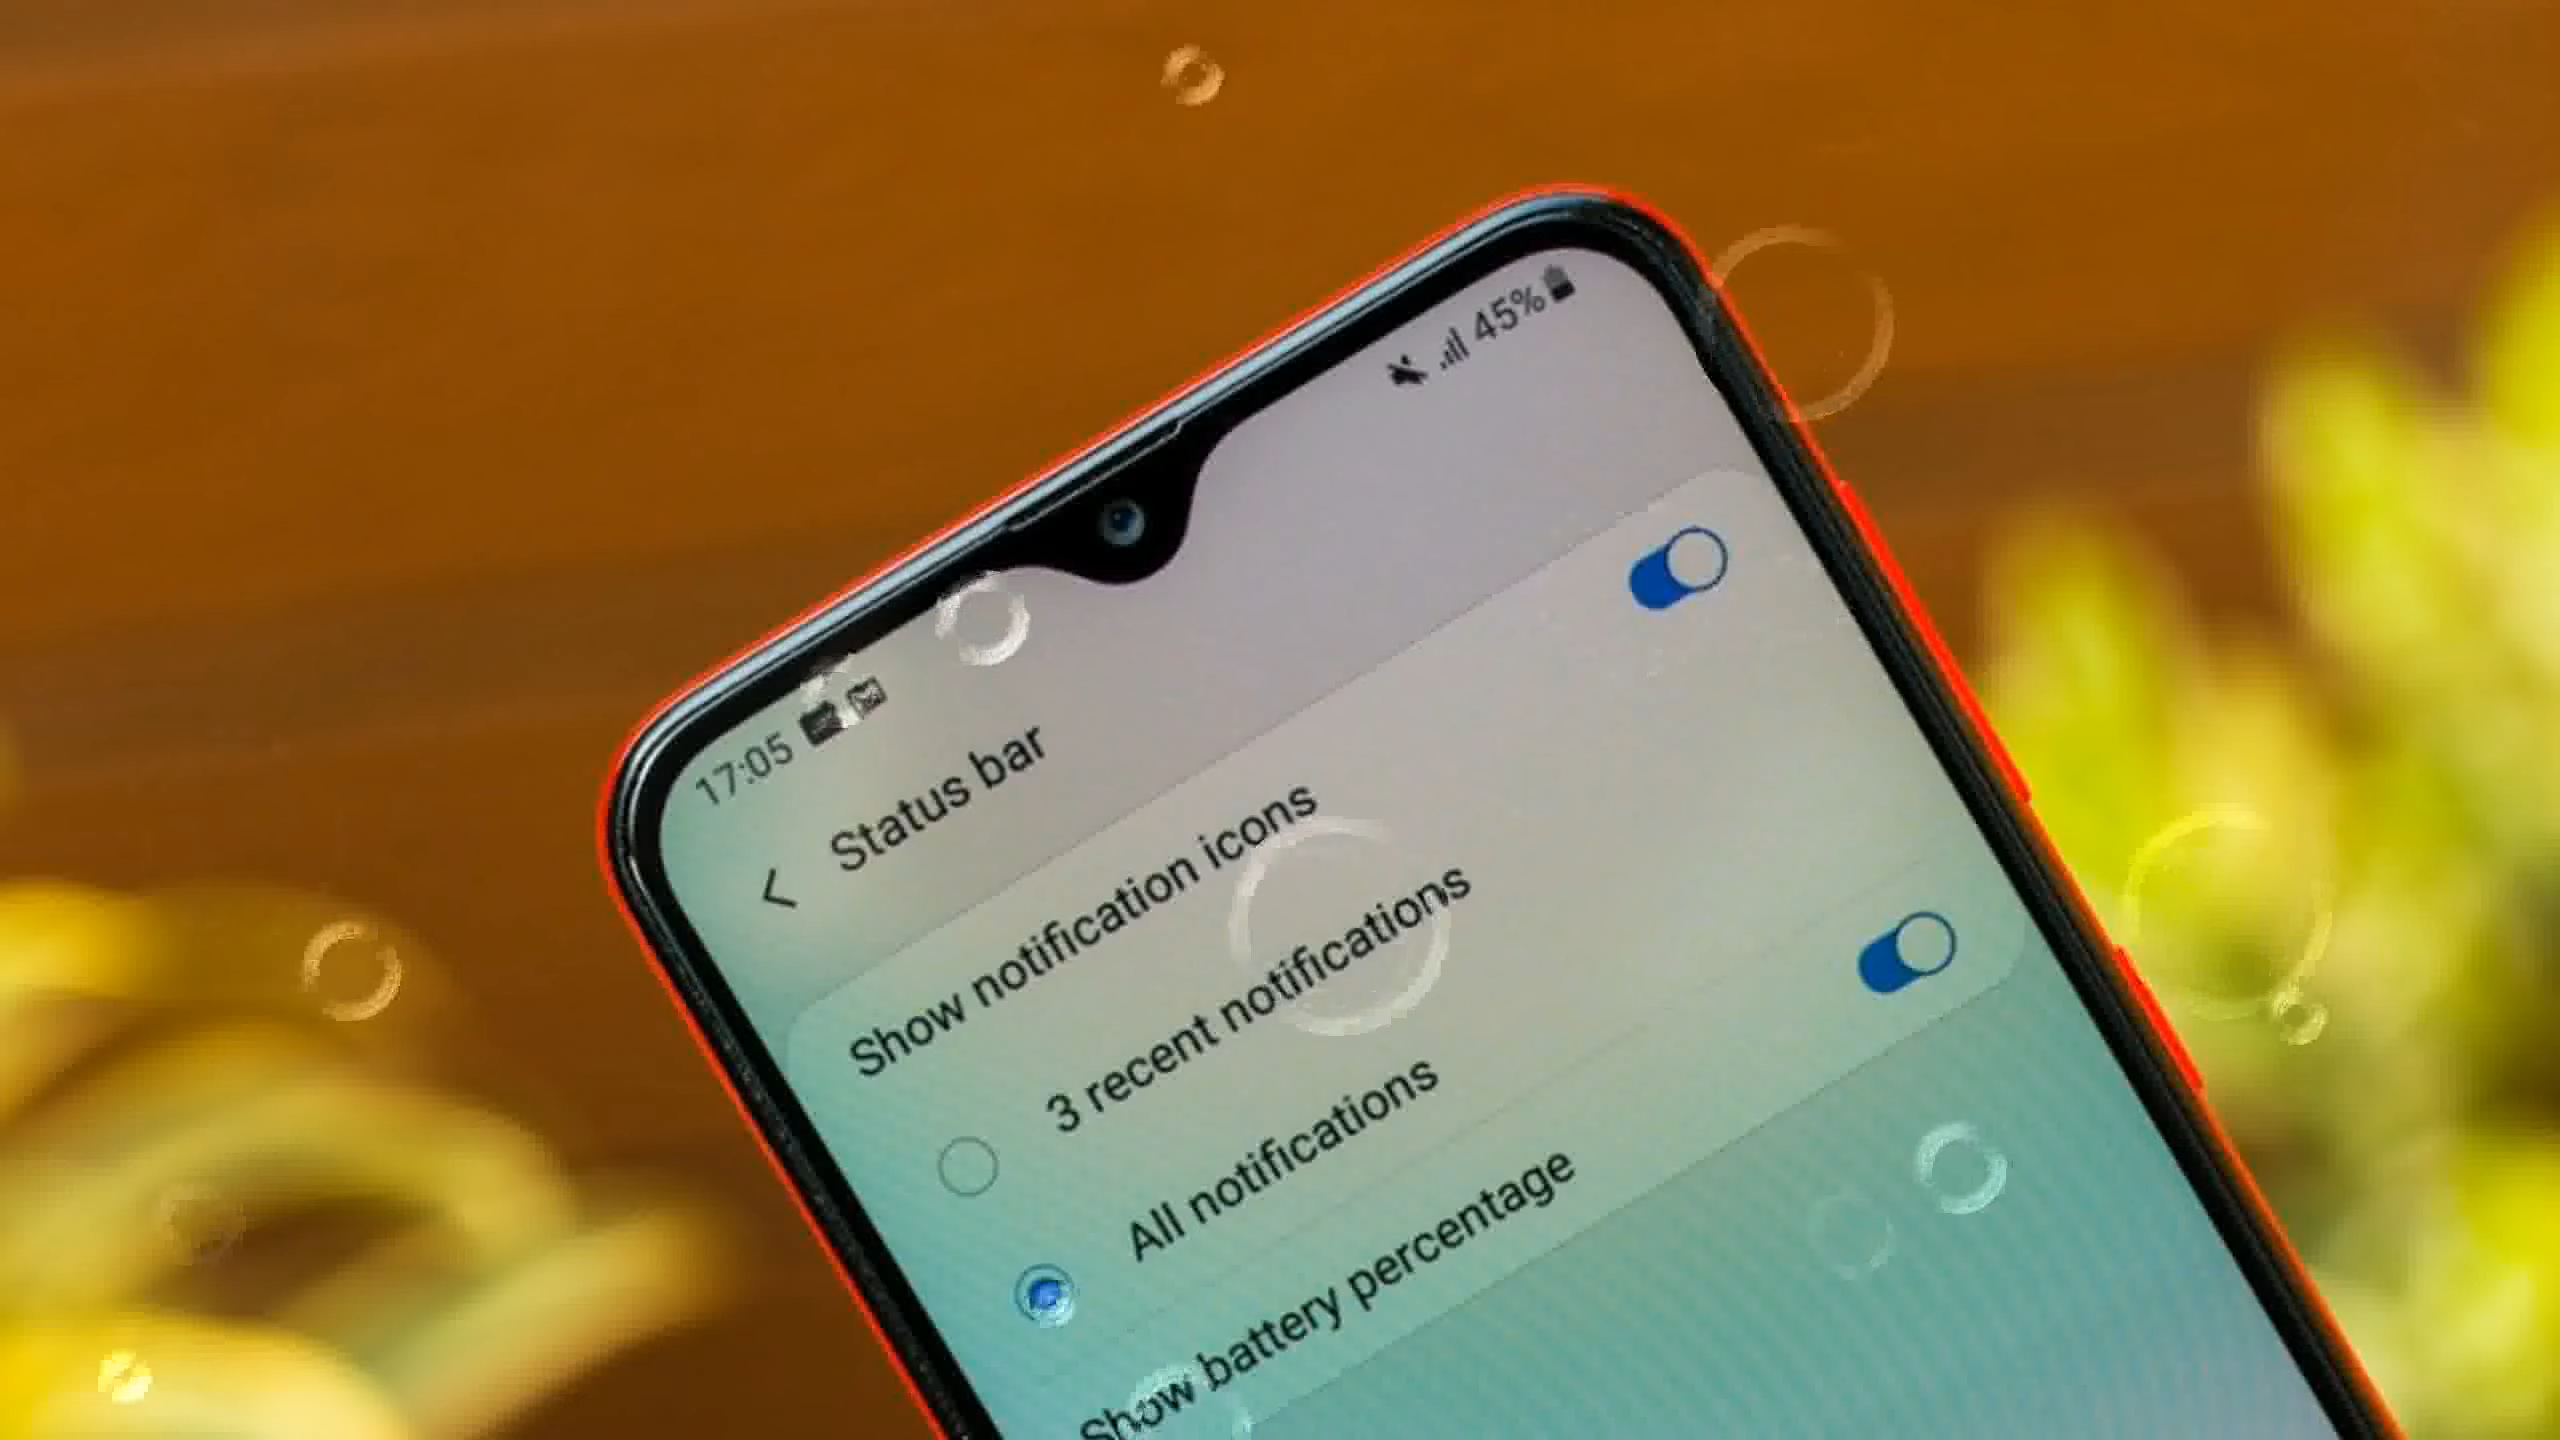 17:05
45%
Status bar
Show notification icons
3 recent notifications
All notifications
Show battery percentage